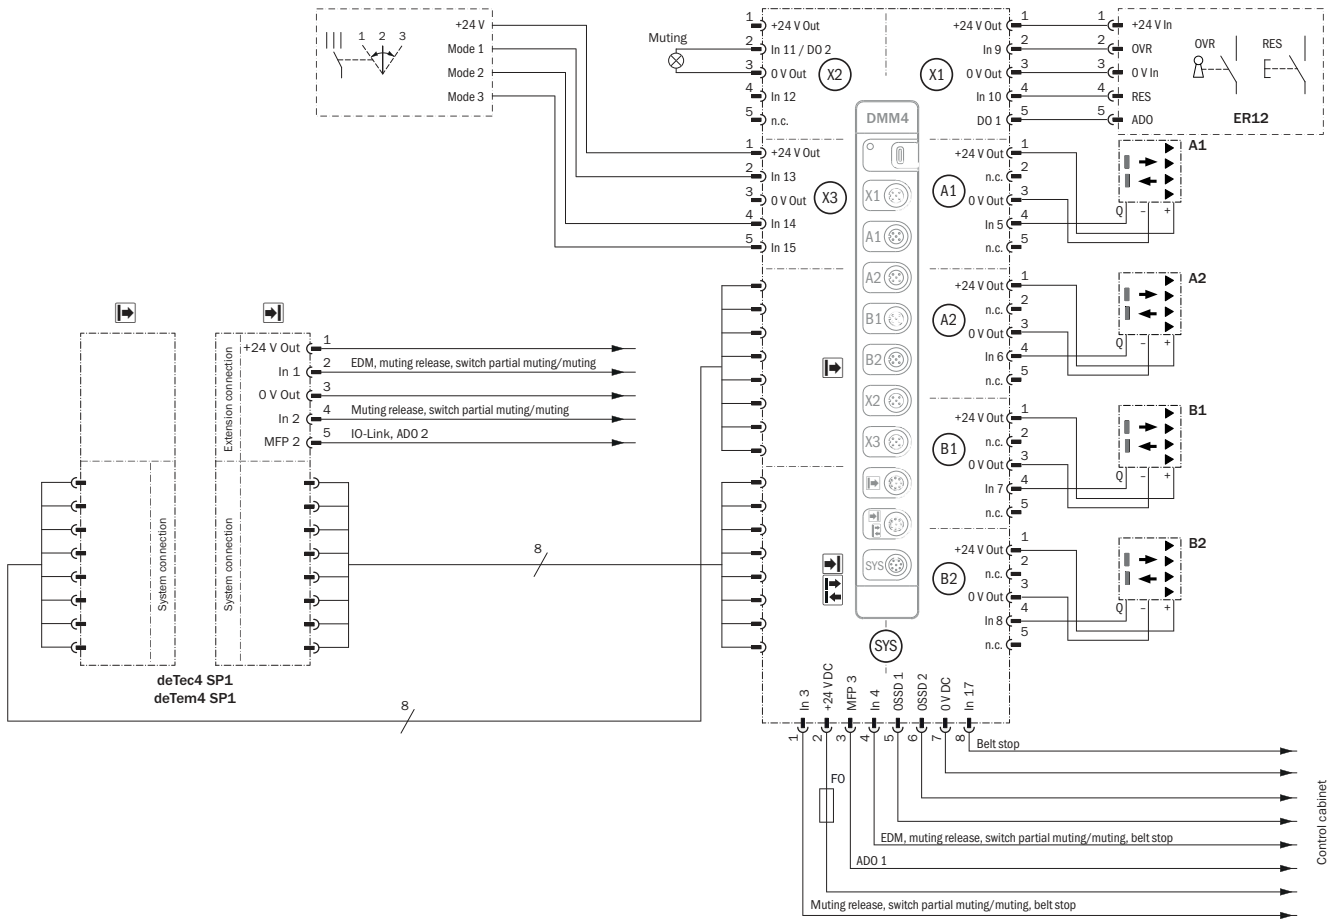 +24 V
Mode 1
Mode 2
Mode 3
1 2 3
Muting
1 +24 V Out
2 In 11 / DO 2
3 0 V Out
4 In 12
5 n.c.
X2
X1
+24 V Out 1
In 9 2
0 V Out 3
In 10 4
DO 1 5
1 +24 V In
2 OVR
3 0 V In
4 RES
5 ADO
OVR RES
ER12
1 +24 V Out
2 In 13
3 0 V Out
4 In 14
5 In 15
X3
DMM4
X1
A1
A2
B1
B2
X2
X3
SYS
A1
+24 V Out 1
n.c. 2
0 V Out 3
In 5 4
n.c. 5
A1
Q – +
A2
+24 V Out 1
n.c. 2
0 V Out 3
In 6 4
n.c. 5
A2
Q – +
B1
+24 V Out 1
n.c. 2
0 V Out 3
In 7 4
n.c. 5
B1
Q – +
B2
+24 V Out 1
n.c. 2
0 V Out 3
In 8 4
n.c. 5
B2
Q – +
Extension connection
+24 V Out 1
In 1 2 EDM, muting release, switch partial muting/muting
0 V Out 3
In 2 4 Muting release, switch partial muting/muting
MFP 2 5 IO-Link, ADO 2
System connection
System connection
deTec4 SP1
deTem4 SP1
8
8
SYS
In 3
+24 V DC
MFP 3
In 4
OSSD 1
OSSD 2
0 V DC
In 17
1 2 3 4 5 6 7 8
Belt stop
F0
EDM, muting release, switch partial muting/muting, belt stop
ADO 1
Muting release, switch partial muting/muting, belt stop
Control cabinet